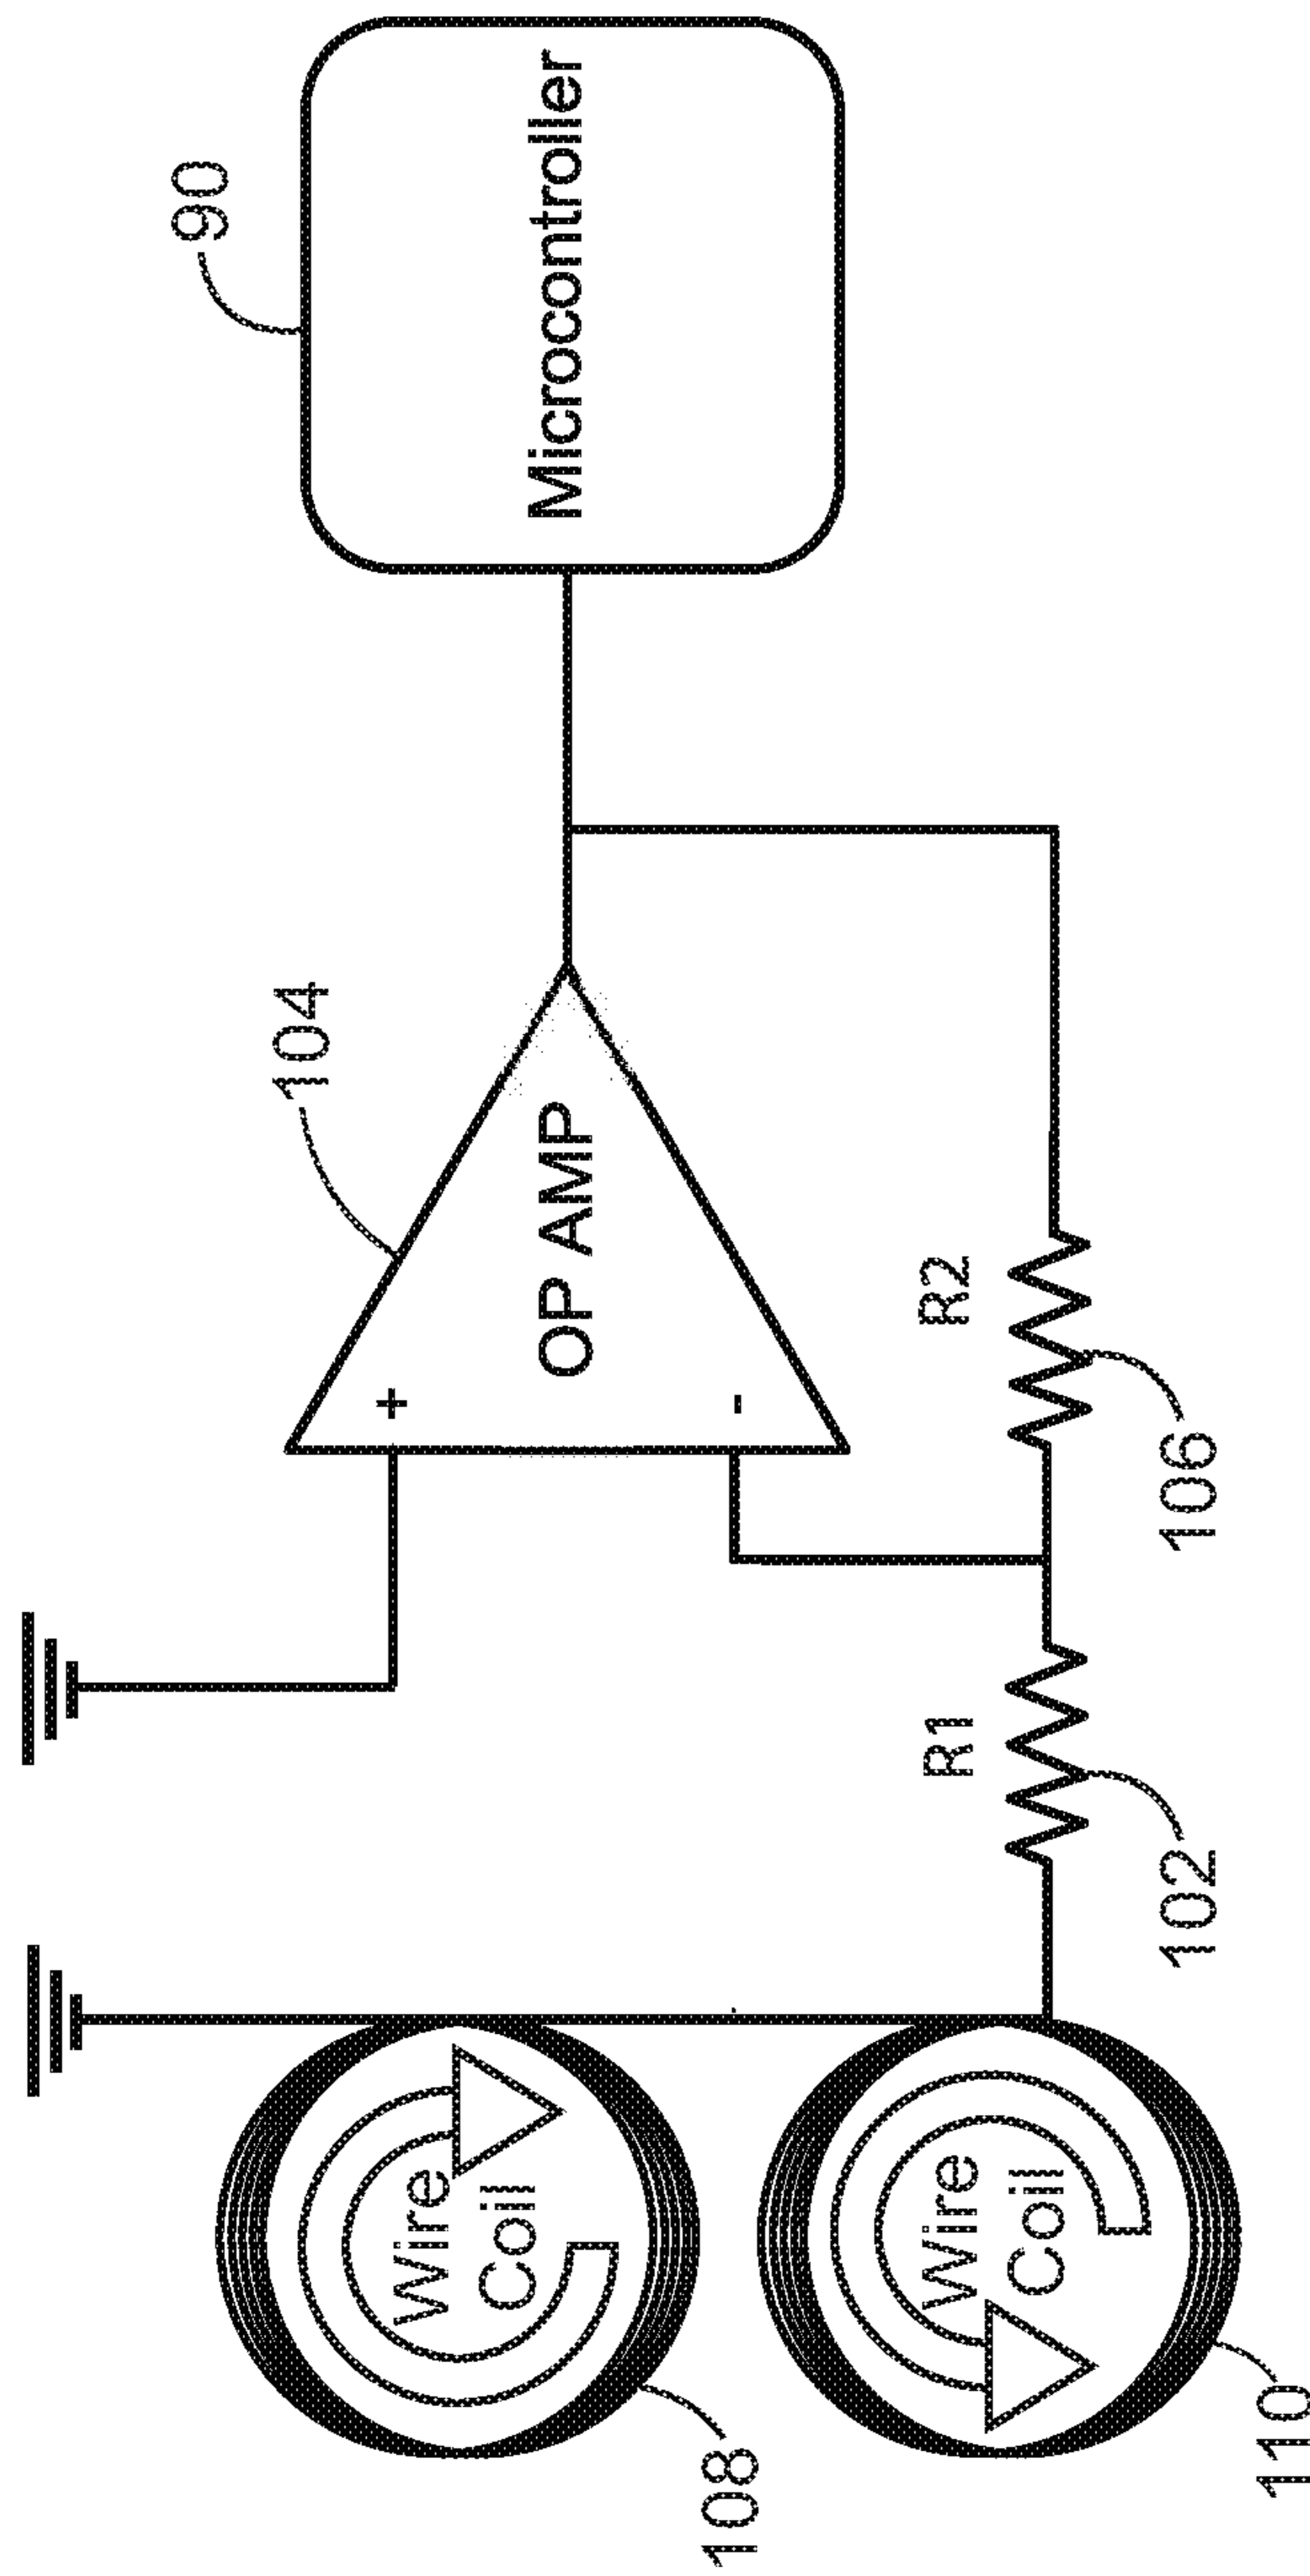 90
Microcontroller
104
OP AMP
+
-
R2
106
R1
102
Wire
Coil
108
Wire
Coil
110